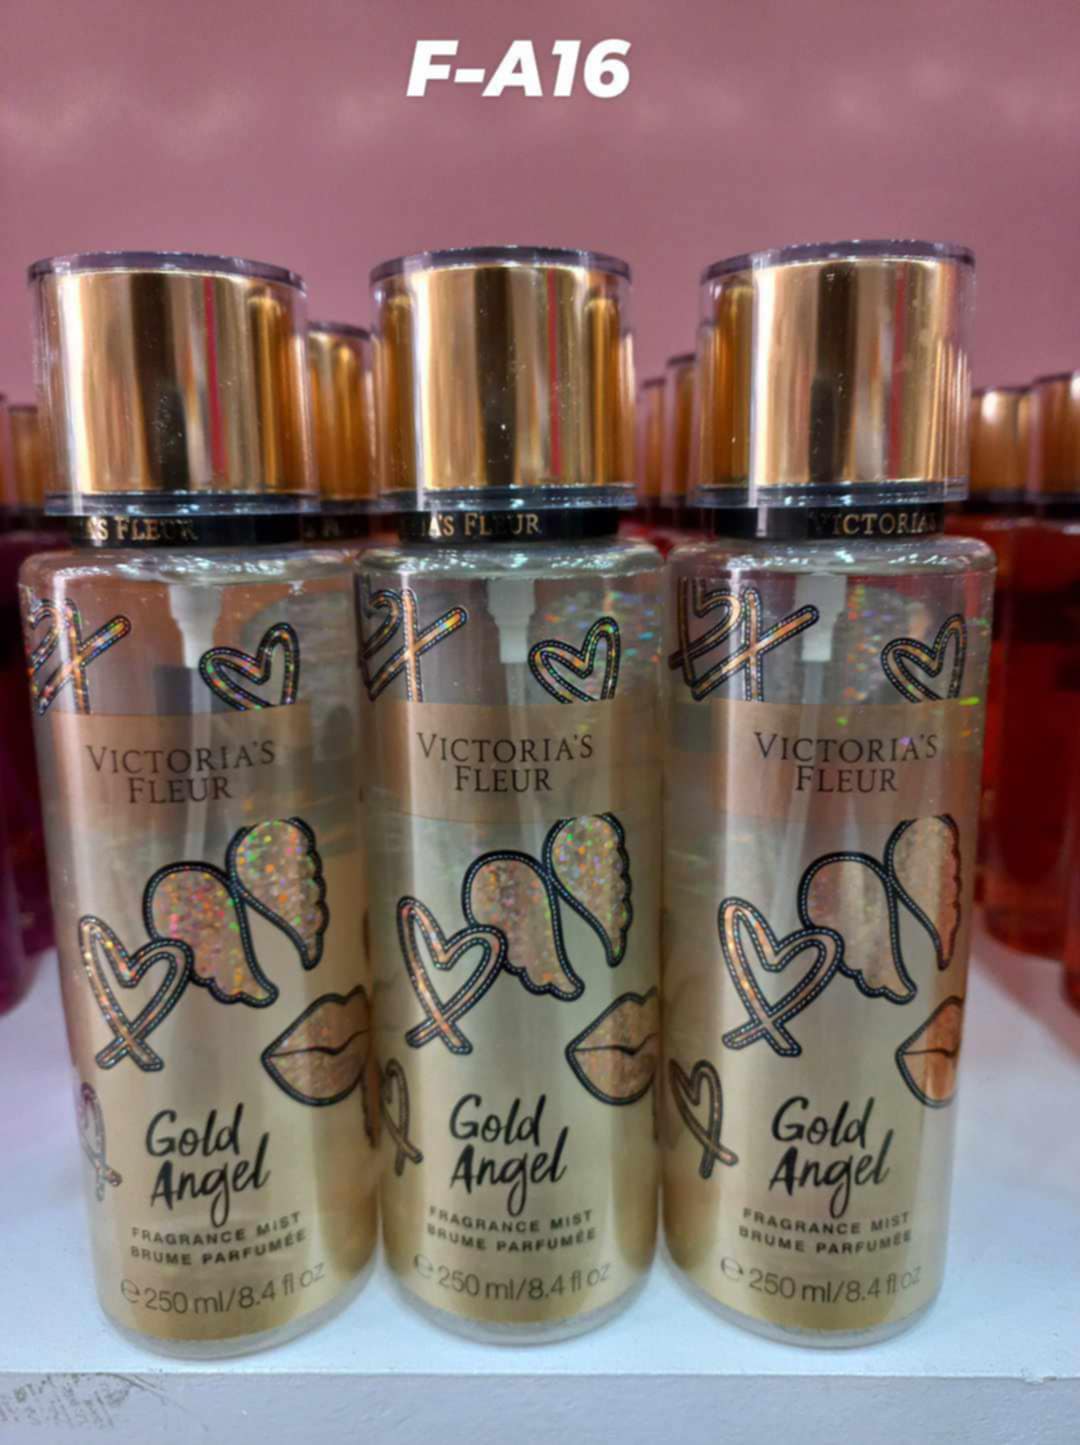 F-A16
A'S FLEUR
IA'S FLEUR
VICTORIA'S
VICTORIA'S
FLEUR
Gold
Angel
FRAGRANCE MIST
BRUME PARFUMÉE
℮ 250 ml/8.4 fl oz
VICTORIA'S
FLEUR
Gold
Angel
FRAGRANCE MIST
BRUME PARFUMÉE
℮ 250 ml/8.4 fl oz
VICTORIA'S
FLEUR
Gold
Angel
FRAGRANCE MIST
BRUME PARFUMÉE
℮ 250 ml/8.4 fl oz